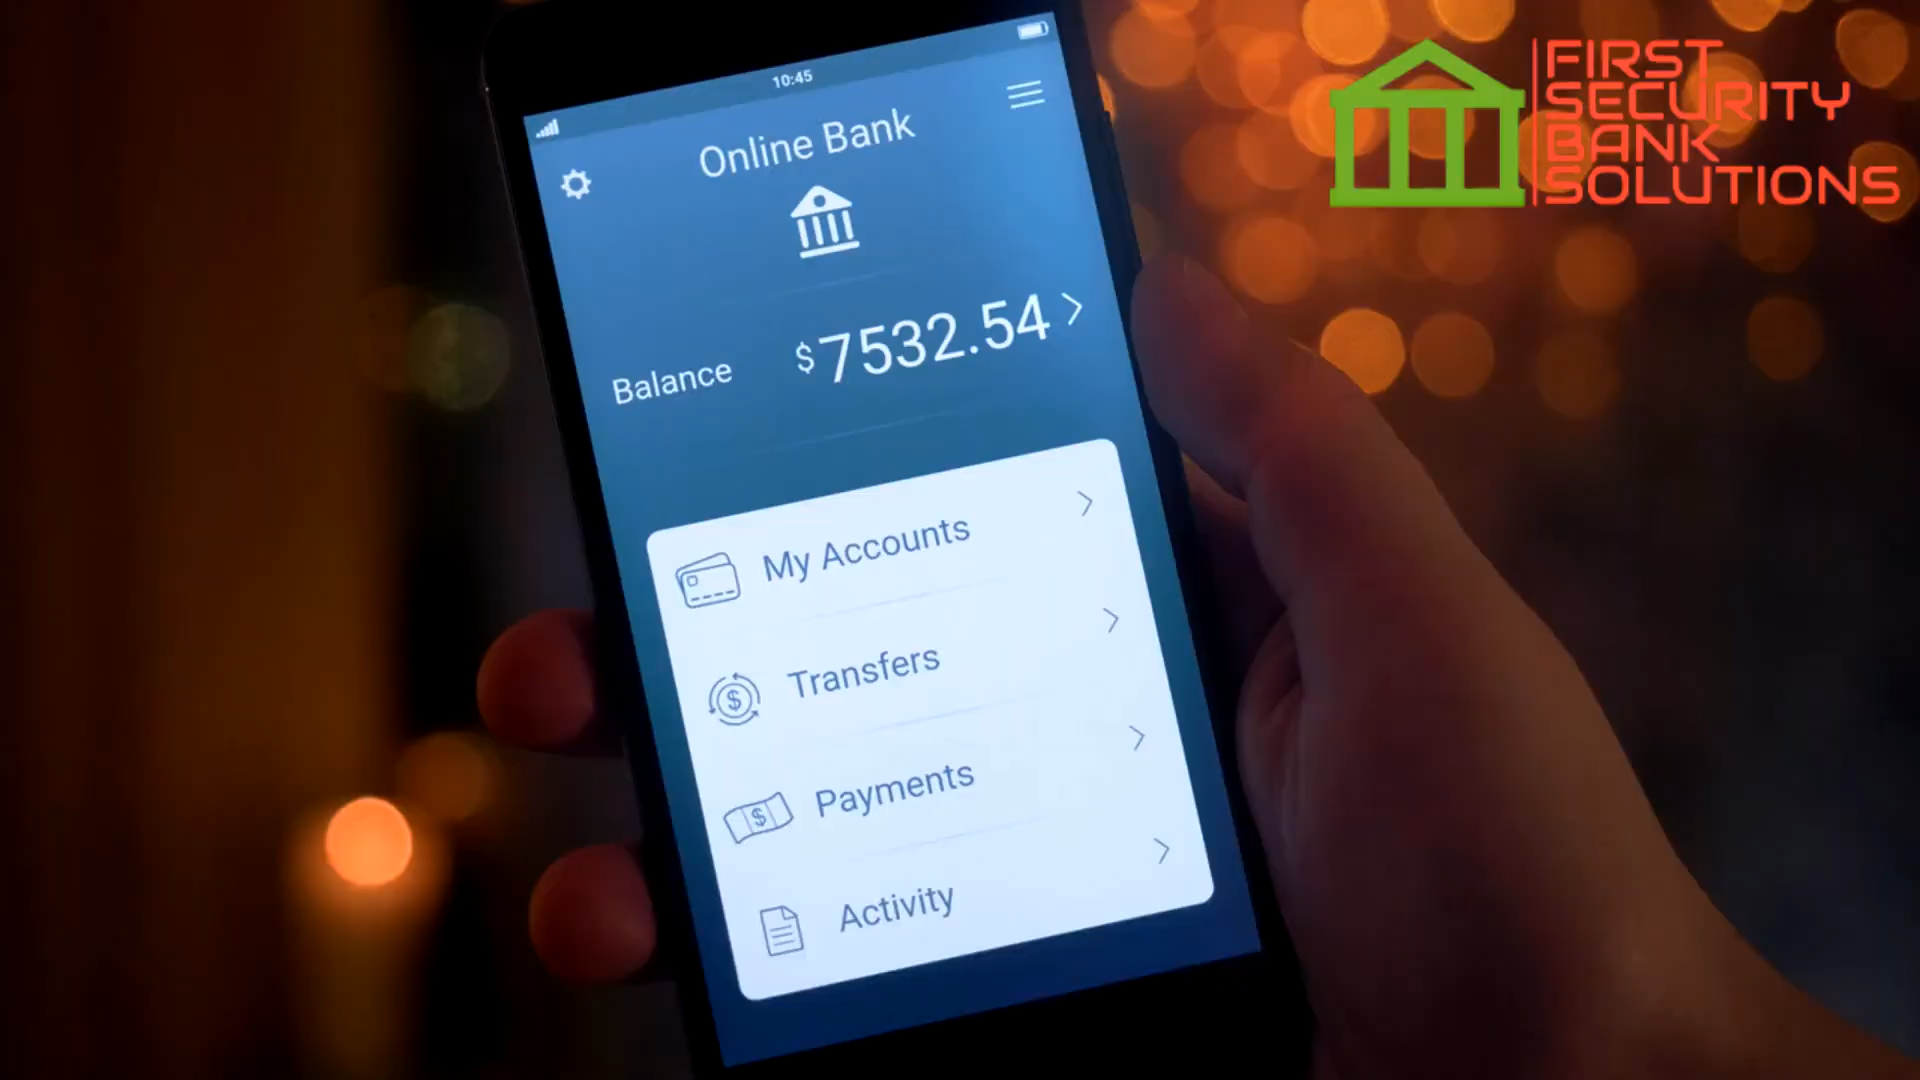 10:45
Online Bank
Balance $7532.54
My Accounts
Transfers
Payments
Activity
FIRST
SECURITY
BANK
SOLUTIONS